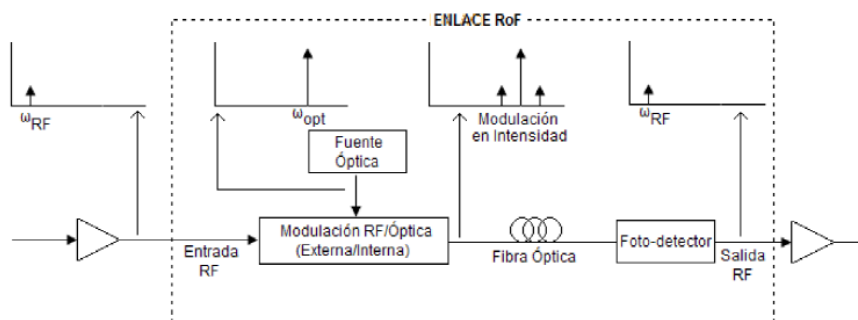 ENLACE RoF
ωRF
ωopt
Modulación
en Intensidad
ωRF
Fuente
Óptica
Modulación RF/Óptica
(Externa/Interna)
Entrada
RF
Fibra Óptica
Foto-detector
Salida
RF